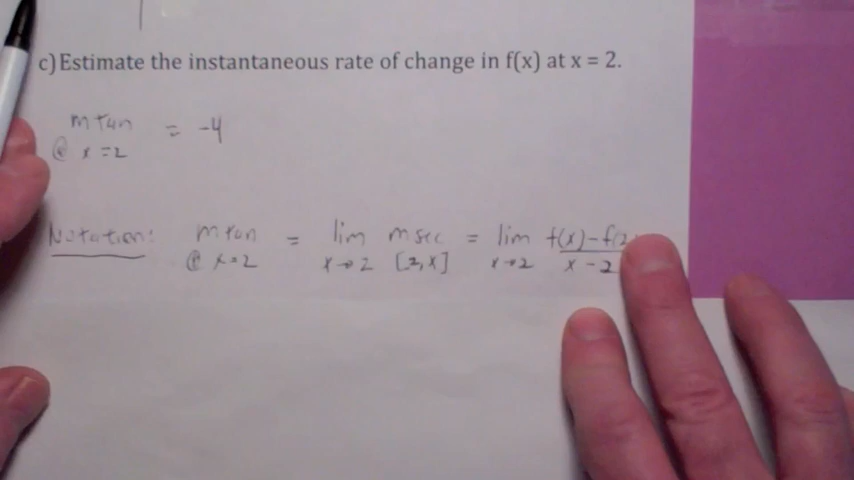 c) Estimate the instantaneous rate of change in f(x) at x = 2.
m tan = -4
@ x = 2
Notation: m tan = lim m sec = lim f(x) - f(2
@ x = 2 x→2 [2, x] x→2 x - 2